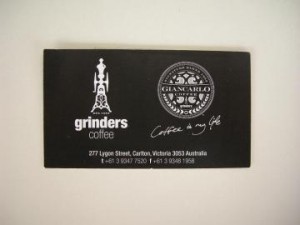 GIANCARLO
COFFEE
grinders
coffee
Coffee is my life
277 Lygon Street, Carlton, Victoria 3053 Australia
t +61 3 9347 7520 f +61 3 9348 1958